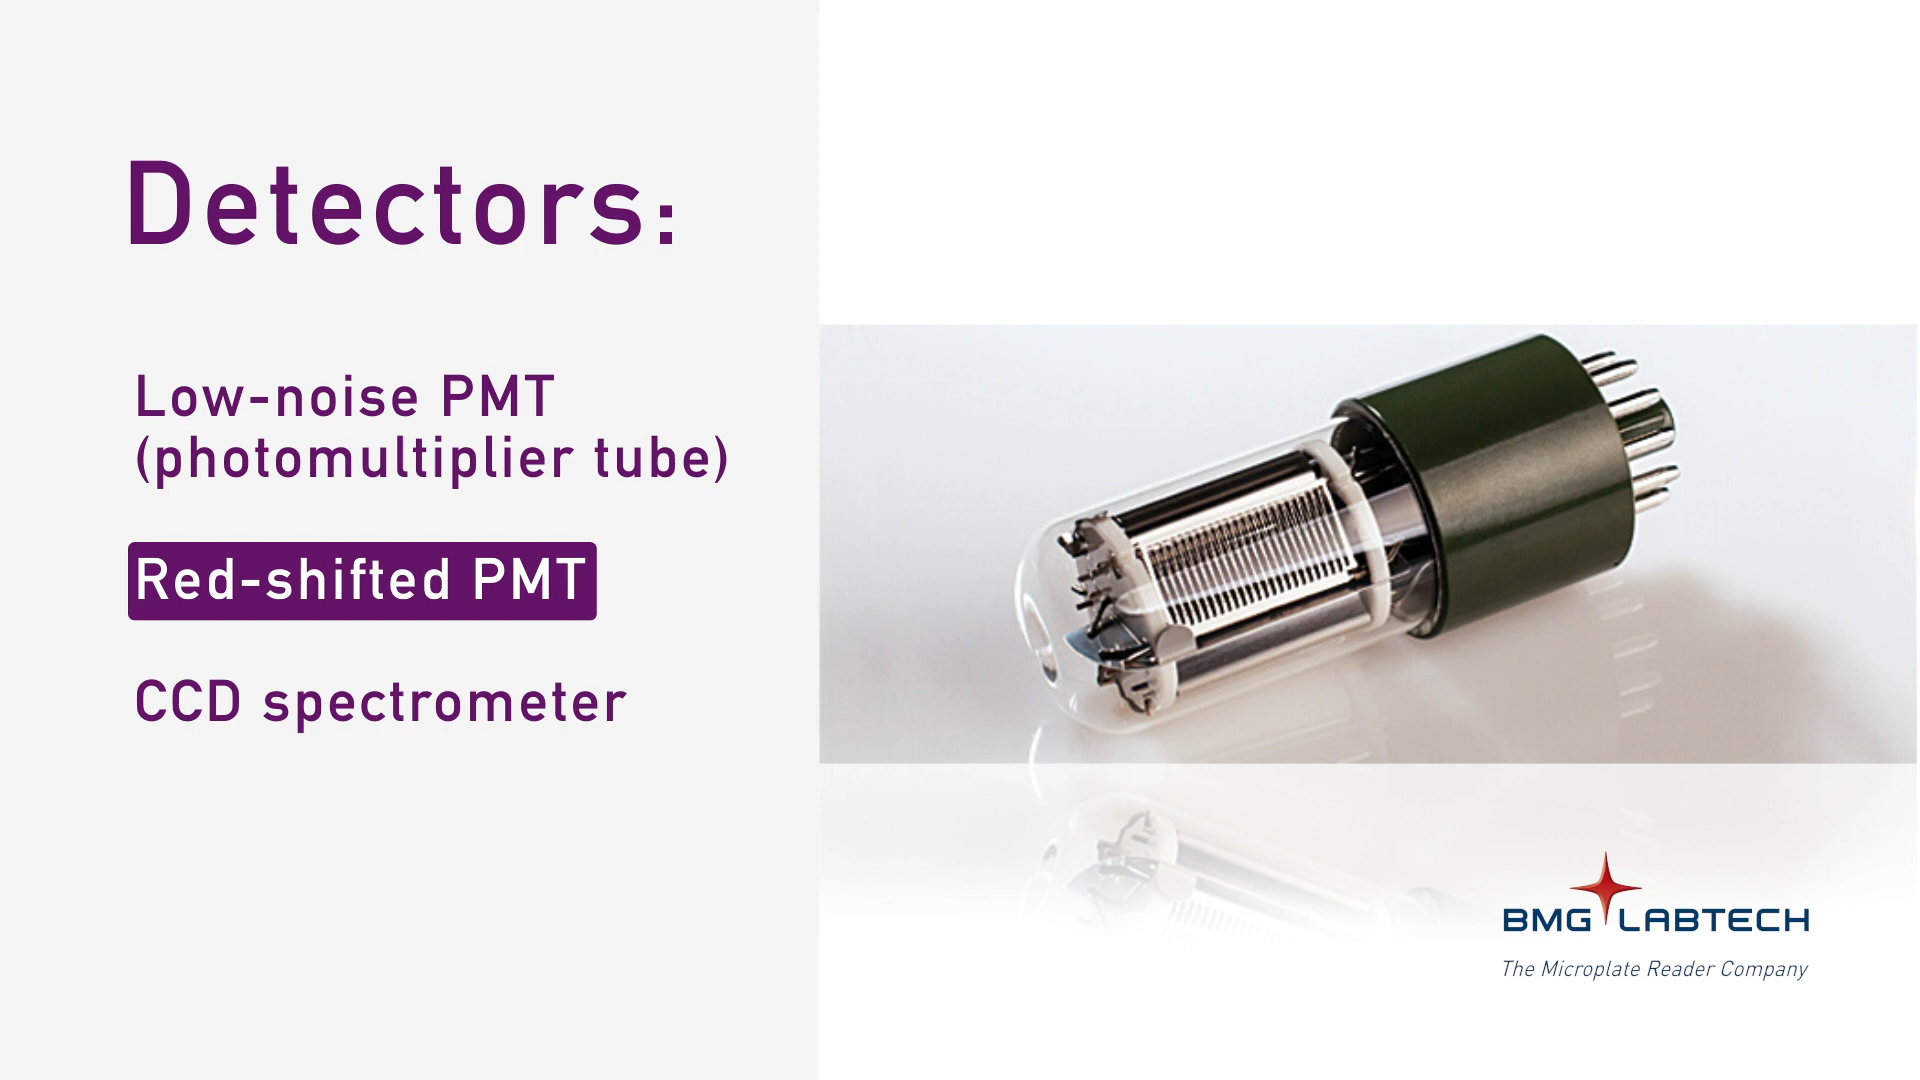 Detectors:
Low-noise PMT
(photomultiplier tube)
Red-shifted PMT
CCD spectrometer
BMG LABTECH
The Microplate Reader Company